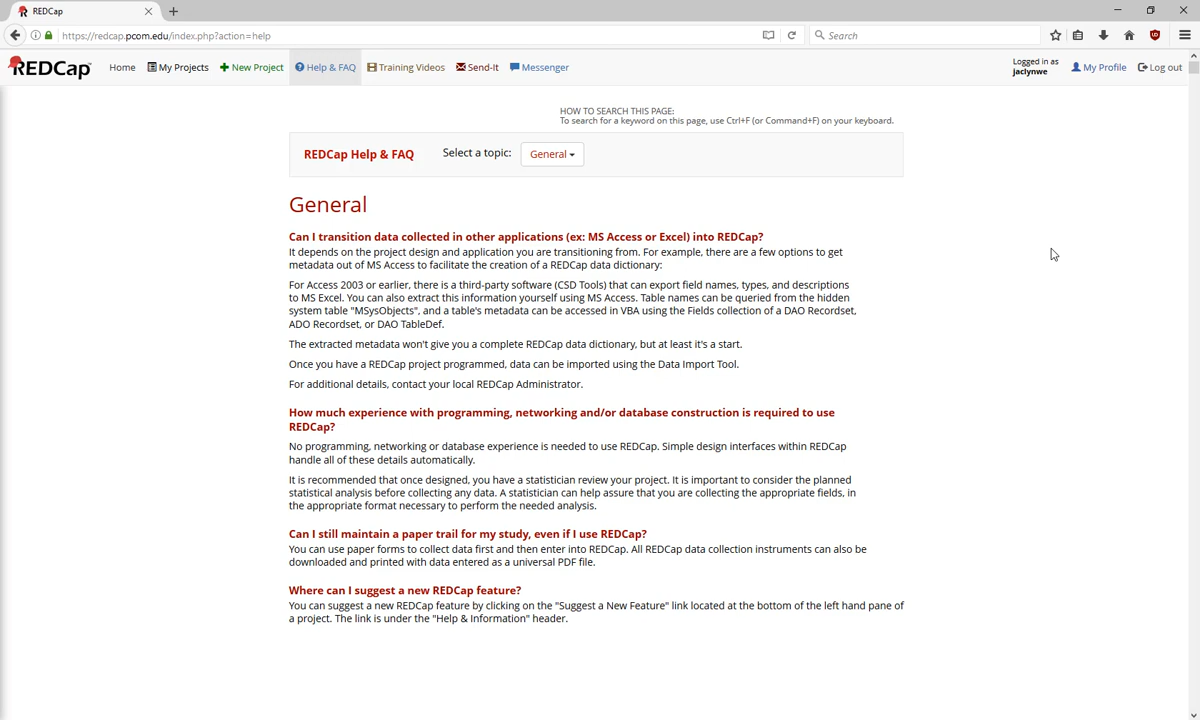 REDCap
https://redcap.pcom.edu/index.php?action=help
Search
REDCap
Home
My Projects
New Project
Help & FAQ
Training Videos
Send-It
Messenger
Logged in as
jaclynwe
My Profile
Log out
HOW TO SEARCH THIS PAGE:
To search for a keyword on this page, use Ctrl+F (or Command+F) on your keyboard.
REDCap Help & FAQ
Select a topic:
General
General
Can I transition data collected in other applications (ex: MS Access or Excel) into REDCap?
It depends on the project design and application you are transitioning from. For example, there are a few options to get
metadata out of MS Access to facilitate the creation of a REDCap data dictionary:
For Access 2003 or earlier, there is a third-party software (CSD Tools) that can export field names, types, and descriptions
to MS Excel. You can also extract this information yourself using MS Access. Table names can be queried from the hidden
system table "MSysObjects", and a table's metadata can be accessed in VBA using the Fields collection of a DAO Recordset,
ADO Recordset, or DAO TableDef.
The extracted metadata won't give you a complete REDCap data dictionary, but at least it's a start.
Once you have a REDCap project programmed, data can be imported using the Data Import Tool.
For additional details, contact your local REDCap Administrator.
How much experience with programming, networking and/or database construction is required to use
REDCap?
No programming, networking or database experience is needed to use REDCap. Simple design interfaces within REDCap
handle all of these details automatically.
It is recommended that once designed, you have a statistician review your project. It is important to consider the planned
statistical analysis before collecting any data. A statistician can help assure that you are collecting the appropriate fields, in
the appropriate format necessary to perform the needed analysis.
Can I still maintain a paper trail for my study, even if I use REDCap?
You can use paper forms to collect data first and then enter into REDCap. All REDCap data collection instruments can also be
downloaded and printed with data entered as a universal PDF file.
Where can I suggest a new REDCap feature?
You can suggest a new REDCap feature by clicking on the "Suggest a New Feature" link located at the bottom of the left hand pane of
a project. The link is under the "Help & Information" header.